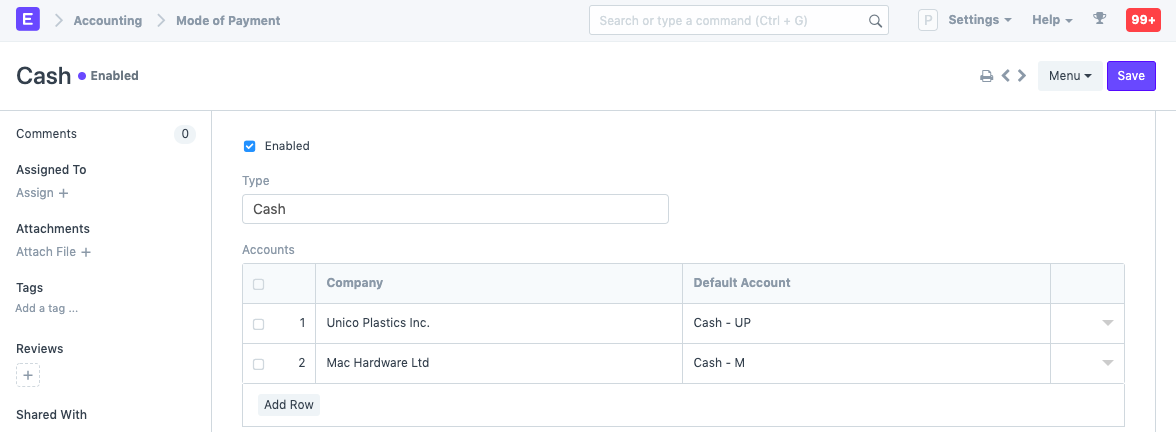 E Accounting Mode of Payment Search or type a command (Ctrl + G) P Settings Help 99+
Cash Enabled Menu Save
Comments 0
Assigned To
Assign +
Attachments
Attach File +
Tags
Add a tag ...
Reviews
+
Shared With
Enabled
Type
Cash
Accounts
Company Default Account
1 Unico Plastics Inc. Cash - UP
2 Mac Hardware Ltd Cash - M
Add Row